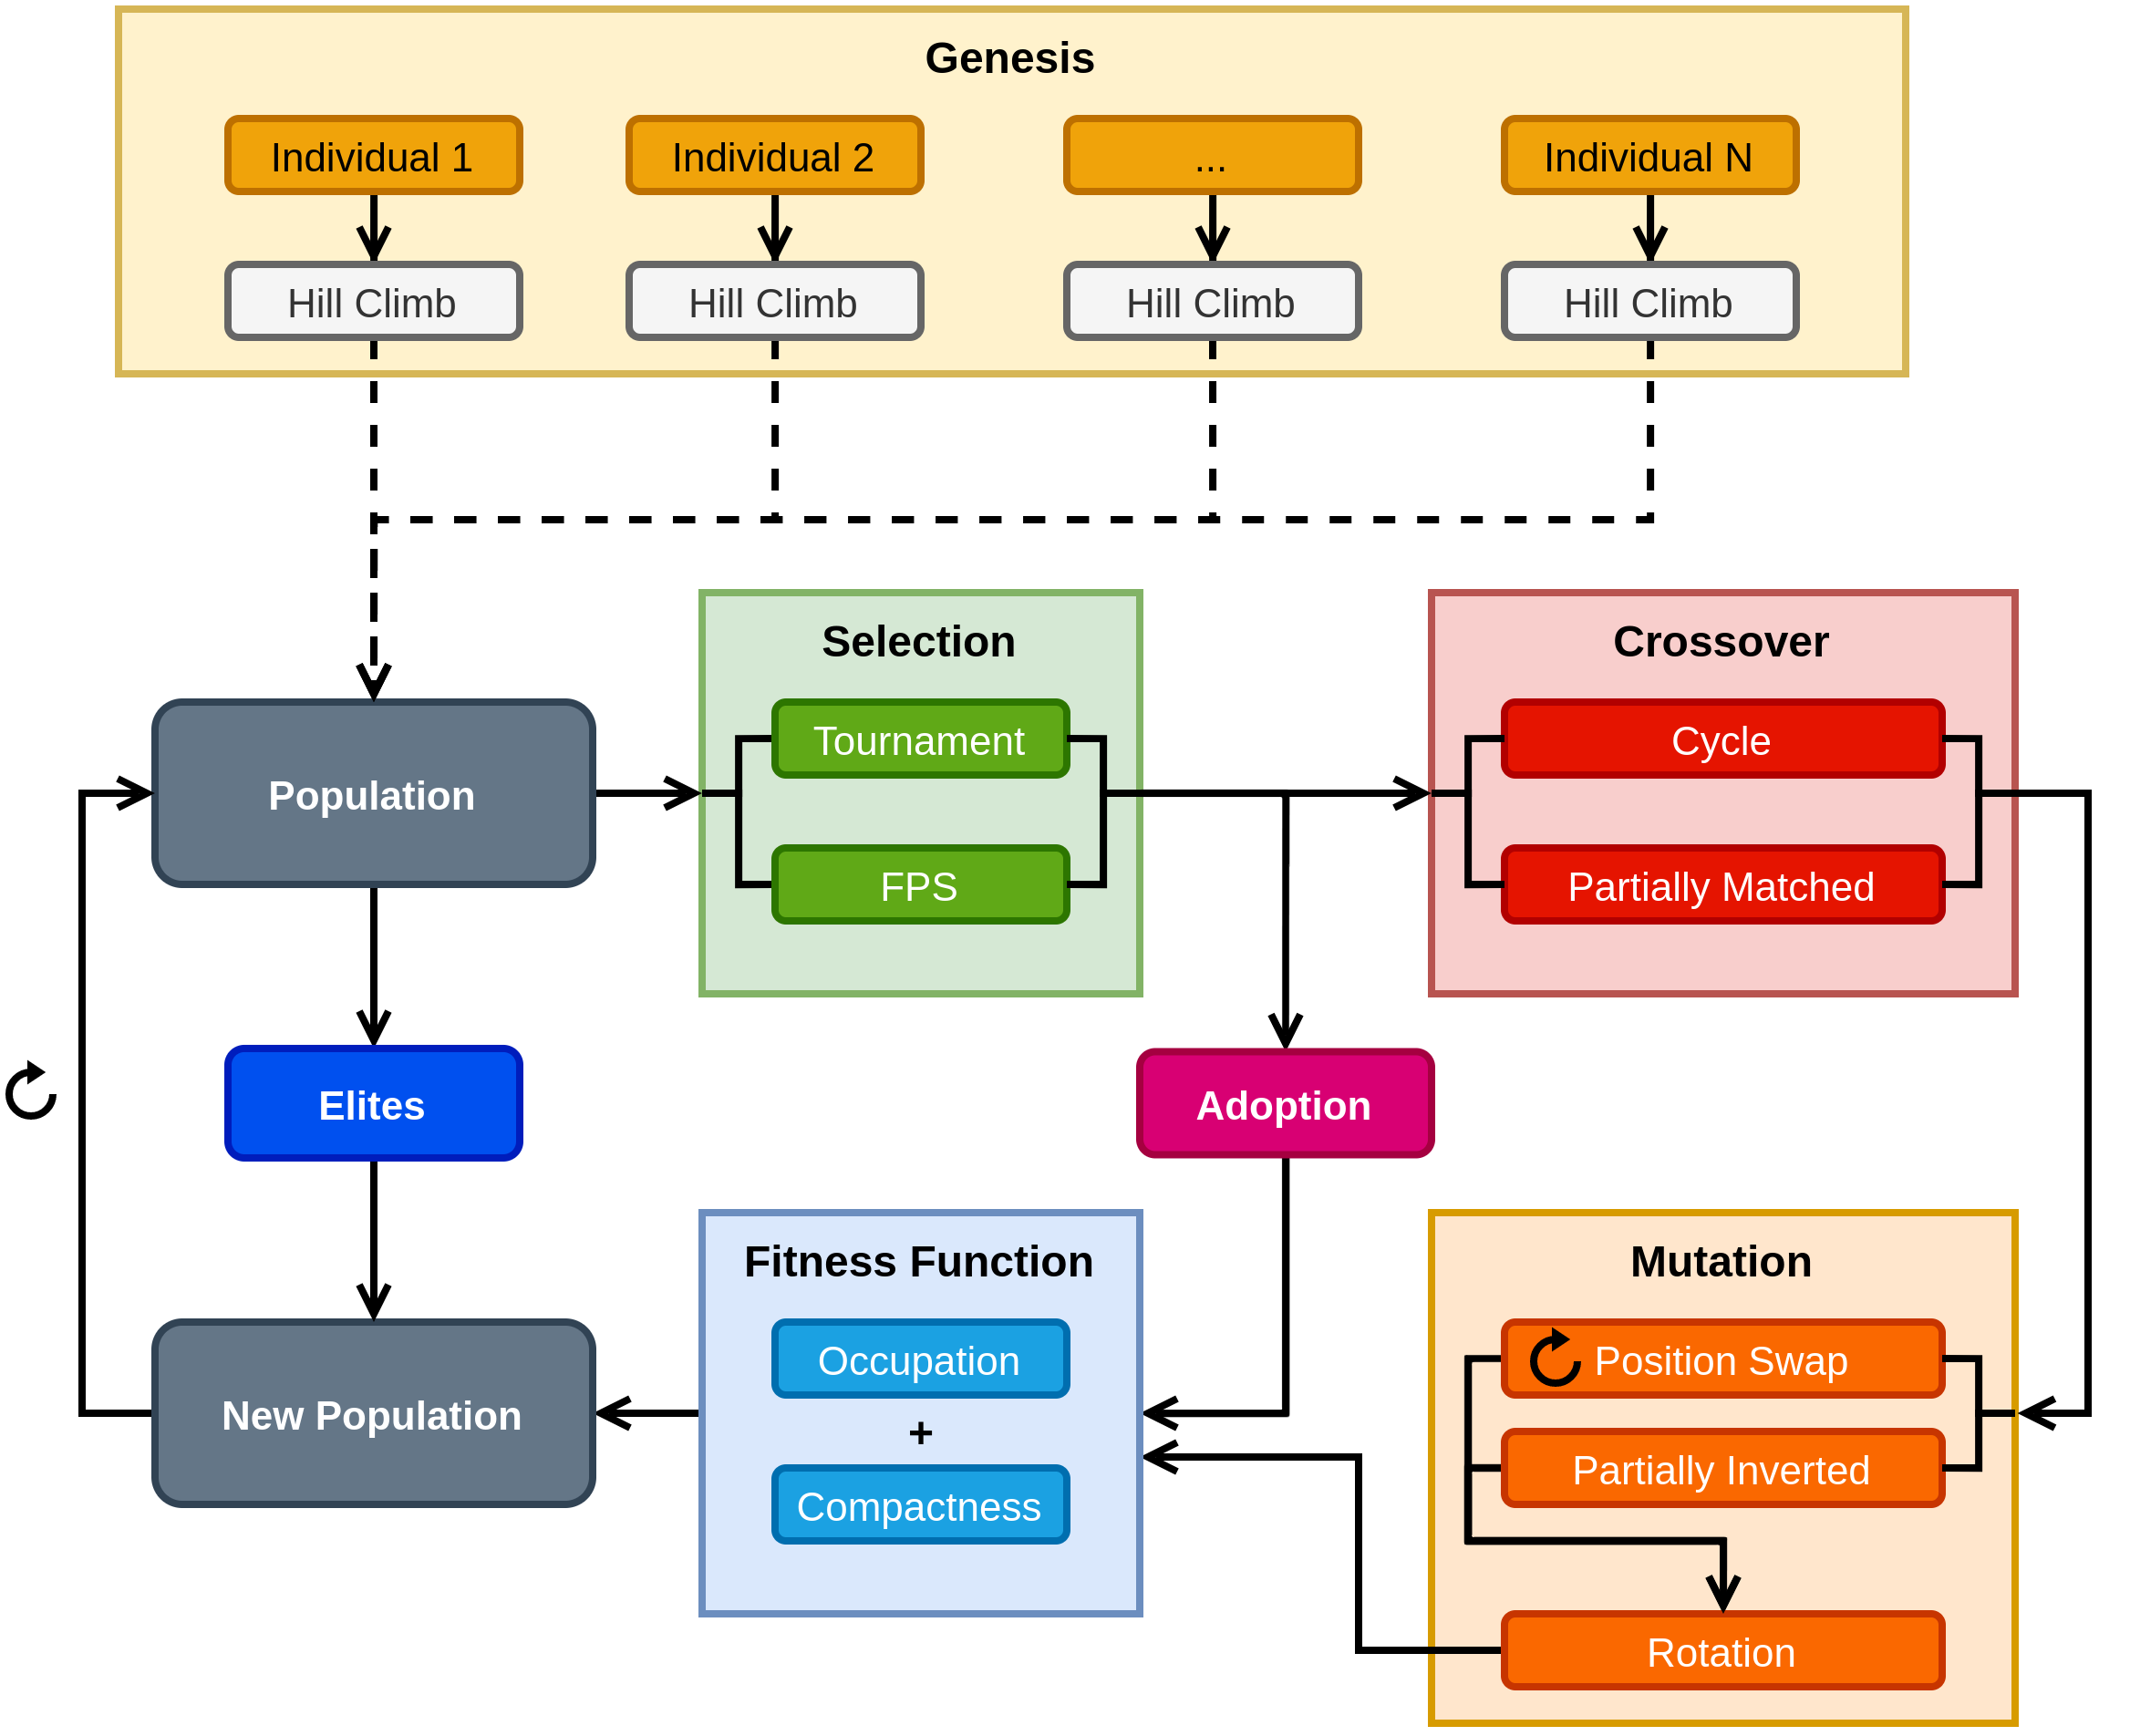 Genesis
Individual 1
Individual 2
...
Individual N
Hill Climb
Hill Climb
Hill Climb
Hill Climb
Selection
Crossover
Tournament
Cycle
Population
FPS
Partially Matched
Elites
Adoption
Fitness Function
Mutation
Occupation
Position Swap
New Population
+
Partially Inverted
Compactness
Rotation